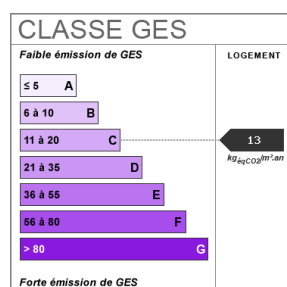 CLASSE GES
Faible émission de GES
LOGEMENT
≤ 5 A
6 à 10 B
11 à 20 C
13
kgéqCO2/m².an
21 à 35 D
36 à 55 E
56 à 80 F
> 80 G
Forte émission de GES